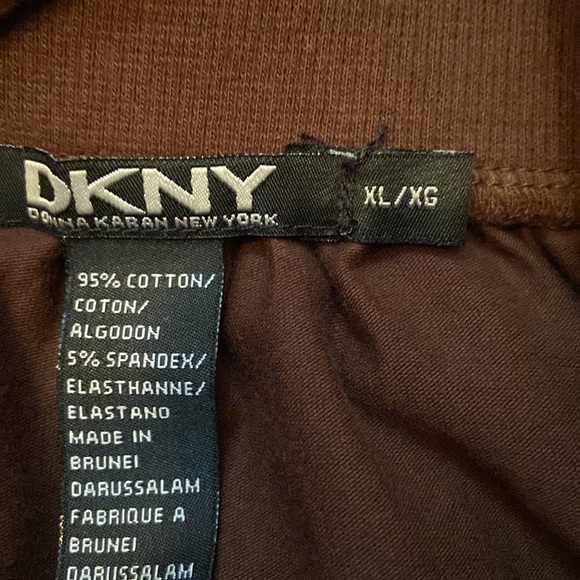 DKNY
DONNA KARAN NEW YORK
XL/XG
95% COTTON/
COTON/
ALGODON
5% SPANDEX/
ELASTHANNE/
ELASTANO
MADE IN
BRUNEI
DARUSSALAM
FABRIQUE A
BRUNEI
DARUSSALAM